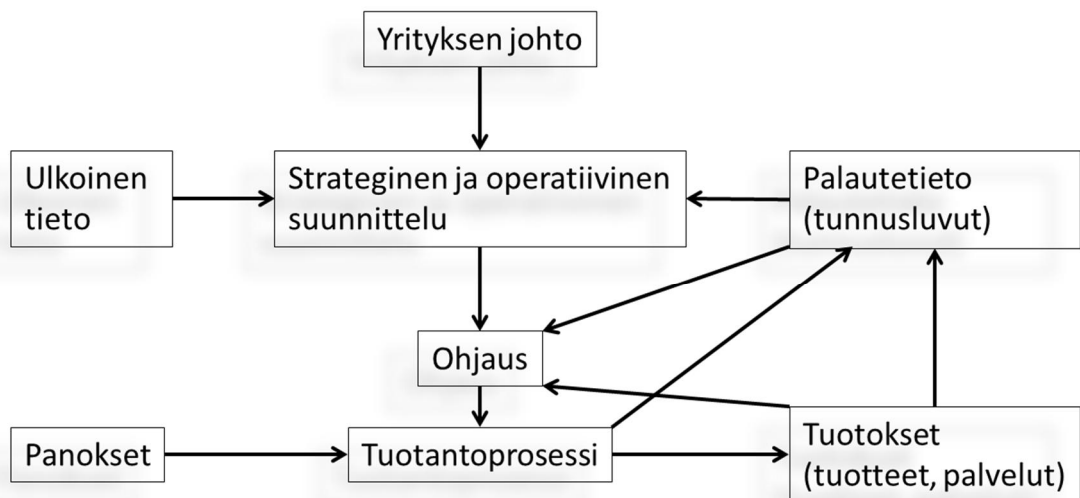 Yrityksen johto
Ulkoinen
tieto
Strateginen ja operatiivinen
suunnittelu
Palautetieto
(tunnusluvut)
Ohjaus
Panokset
Tuotantoprosessi
Tuotokset
(tuotteet, palvelut)